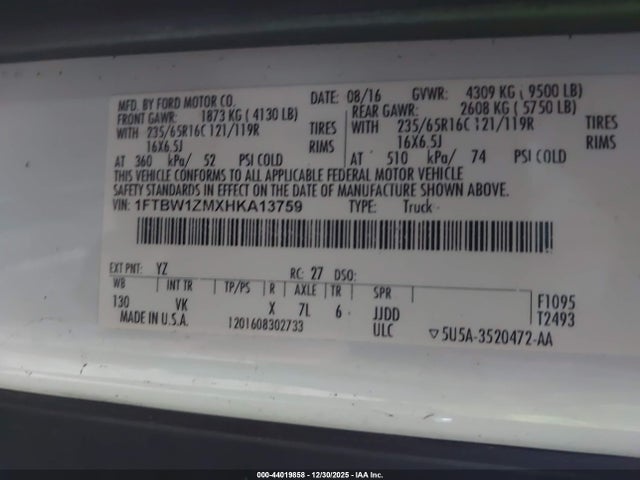 MFD. BY FORD MOTOR CO. DATE: 08/16 GVWR: 4309 KG ( 9500 LB)
FRONT GAWR: 1873 KG ( 4130 LB) REAR GAWR: 2608 KG ( 5750 LB)
WITH 235/65R16C 121/119R TIRES WITH 235/65R16C 121/119R TIRES
16X6.5J RIMS 16X6.5J RIMS
AT 360 kPa/ 52 PSI COLD AT 510 kPa/ 74 PSI COLD
THIS VEHICLE CONFORMS TO ALL APPLICABLE FEDERAL MOTOR VEHICLE
SAFETY STANDARDS IN EFFECT ON THE DATE OF MANUFACTURE SHOWN ABOVE.
VIN: 1FTBW1ZMXHKA13759 TYPE: Truck
EXT PNT: YZ RC: 27 DSO:
WB INT TR TP/PS R AXLE TR SPR
130 VK X 7L 6 JJDD F1095
MADE IN U.S.A. 1201608302733 ULC T2493
▽5U5A-3520472-AA
000-44019858 - 12/30/2025 - IAA Inc.